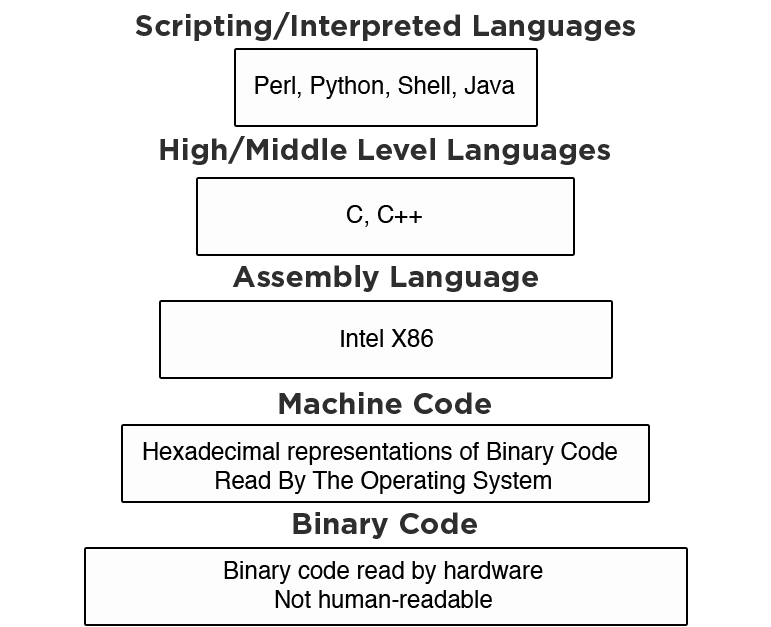 Scripting/Interpreted Languages
Perl, Python, Shell, Java
High/Middle Level Languages
C, C++
Assembly Language
Intel X86
Machine Code
Hexadecimal representations of Binary Code
Read By The Operating System
Binary Code
Binary code read by hardware
Not human-readable